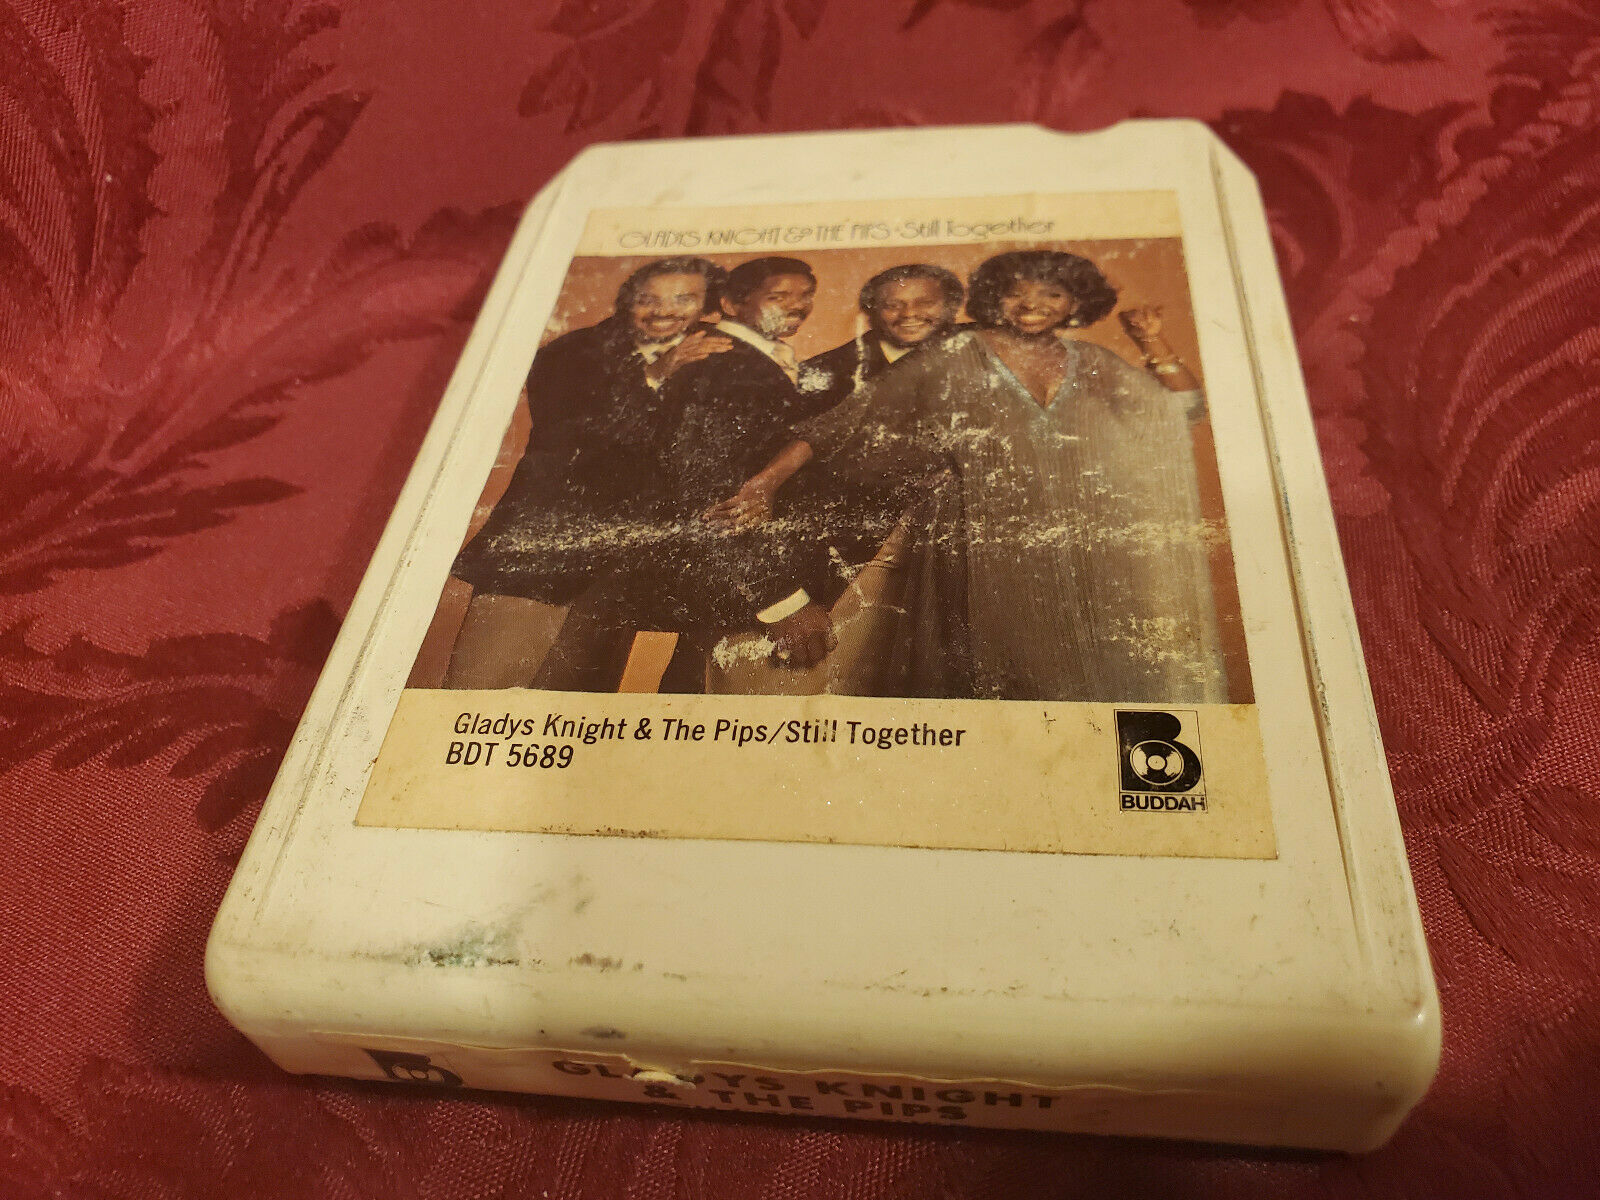 GLADYS KNIGHT & THE PIPS • Still Together
Gladys Knight & The Pips/Still Together
BDT 5689
BUDDAH
GLADYS KNIGHT
& THE PIPS